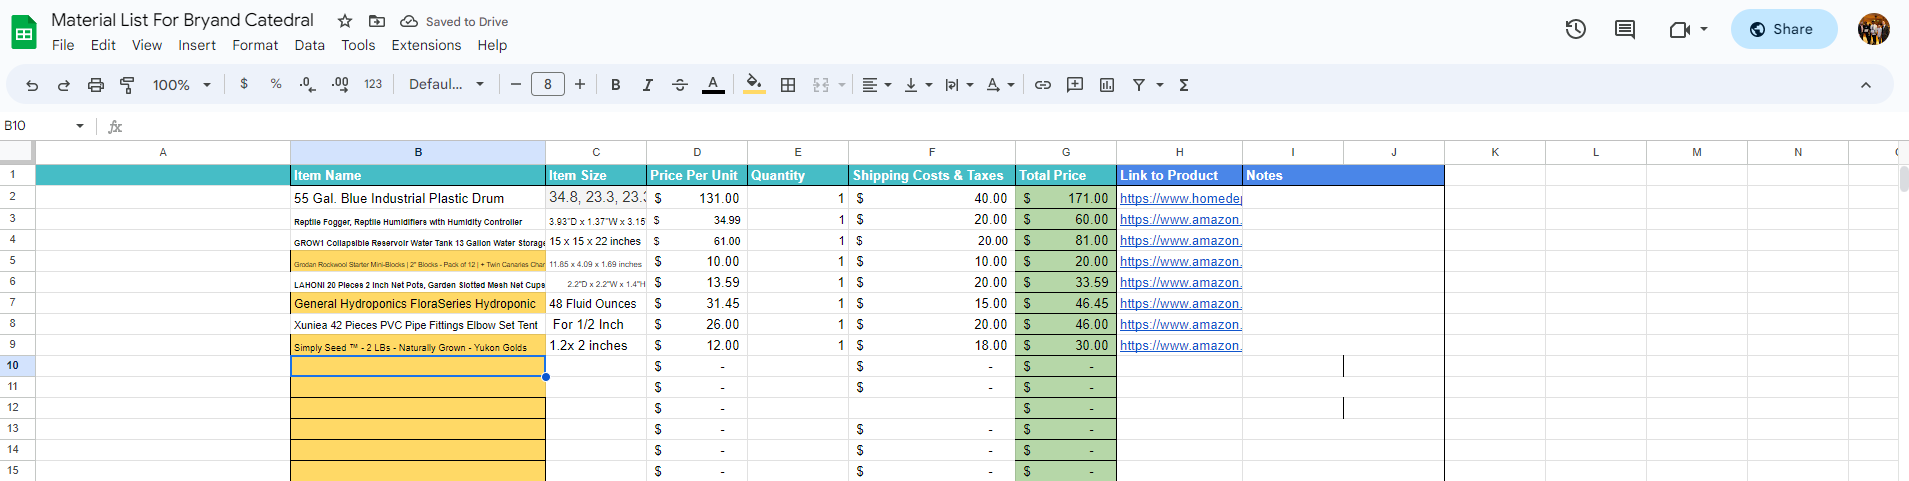 Material List For Bryand Catedral Saved to Drive Share
File Edit View Insert Format Data Tools Extensions Help
100% $ % .0 .00 123 Defaul... − 8 + B I A Σ
B10 fx
A B C D E F G H I J K L M N
1 Item Name Item Size Price Per Unit Quantity Shipping Costs & Taxes Total Price Link to Product Notes
2 55 Gal. Blue Industrial Plastic Drum 34.8, 23.3, 23.3 $ 131.00 1 $ 40.00 $ 171.00 https://www.homede
3 Reptile Fogger, Reptile Humidifiers with Humidity Controller 3.93"D x 1.37"W x 3.15 $ 34.99 1 $ 20.00 $ 60.00 https://www.amazon.
4 GROW1 Collapsible Reservoir Water Tank 13 Gallon Water Storage 15 x 15 x 22 inches $ 61.00 1 $ 20.00 $ 81.00 https://www.amazon.
5 Grodan Rockwool Starter Mini-Blocks | 2" Blocks - Pack of 12 | + Twin Canaries Char 11.85 x 4.09 x 1.69 inches $ 10.00 1 $ 10.00 $ 20.00 https://www.amazon.
6 LAHONI 20 Pieces 2 Inch Net Pots, Garden Slotted Mesh Net Cups 2.2"D x 2.2"W x 1.4"H $ 13.59 1 $ 20.00 $ 33.59 https://www.amazon.
7 General Hydroponics FloraSeries Hydroponic 48 Fluid Ounces $ 31.45 1 $ 15.00 $ 46.45 https://www.amazon.
8 Xuniea 42 Pieces PVC Pipe Fittings Elbow Set Tent For 1/2 Inch $ 26.00 1 $ 20.00 $ 46.00 https://www.amazon.
9 Simply Seed ™ - 2 LBs - Naturally Grown - Yukon Golds 1.2x 2 inches $ 12.00 1 $ 18.00 $ 30.00 https://www.amazon.
10 $ - $ - $ -
11 $ - $ - $ -
12 $ - $ -
13 $ - $ - $ -
14 $ - $ - $ -
15 $ - $ - $ -